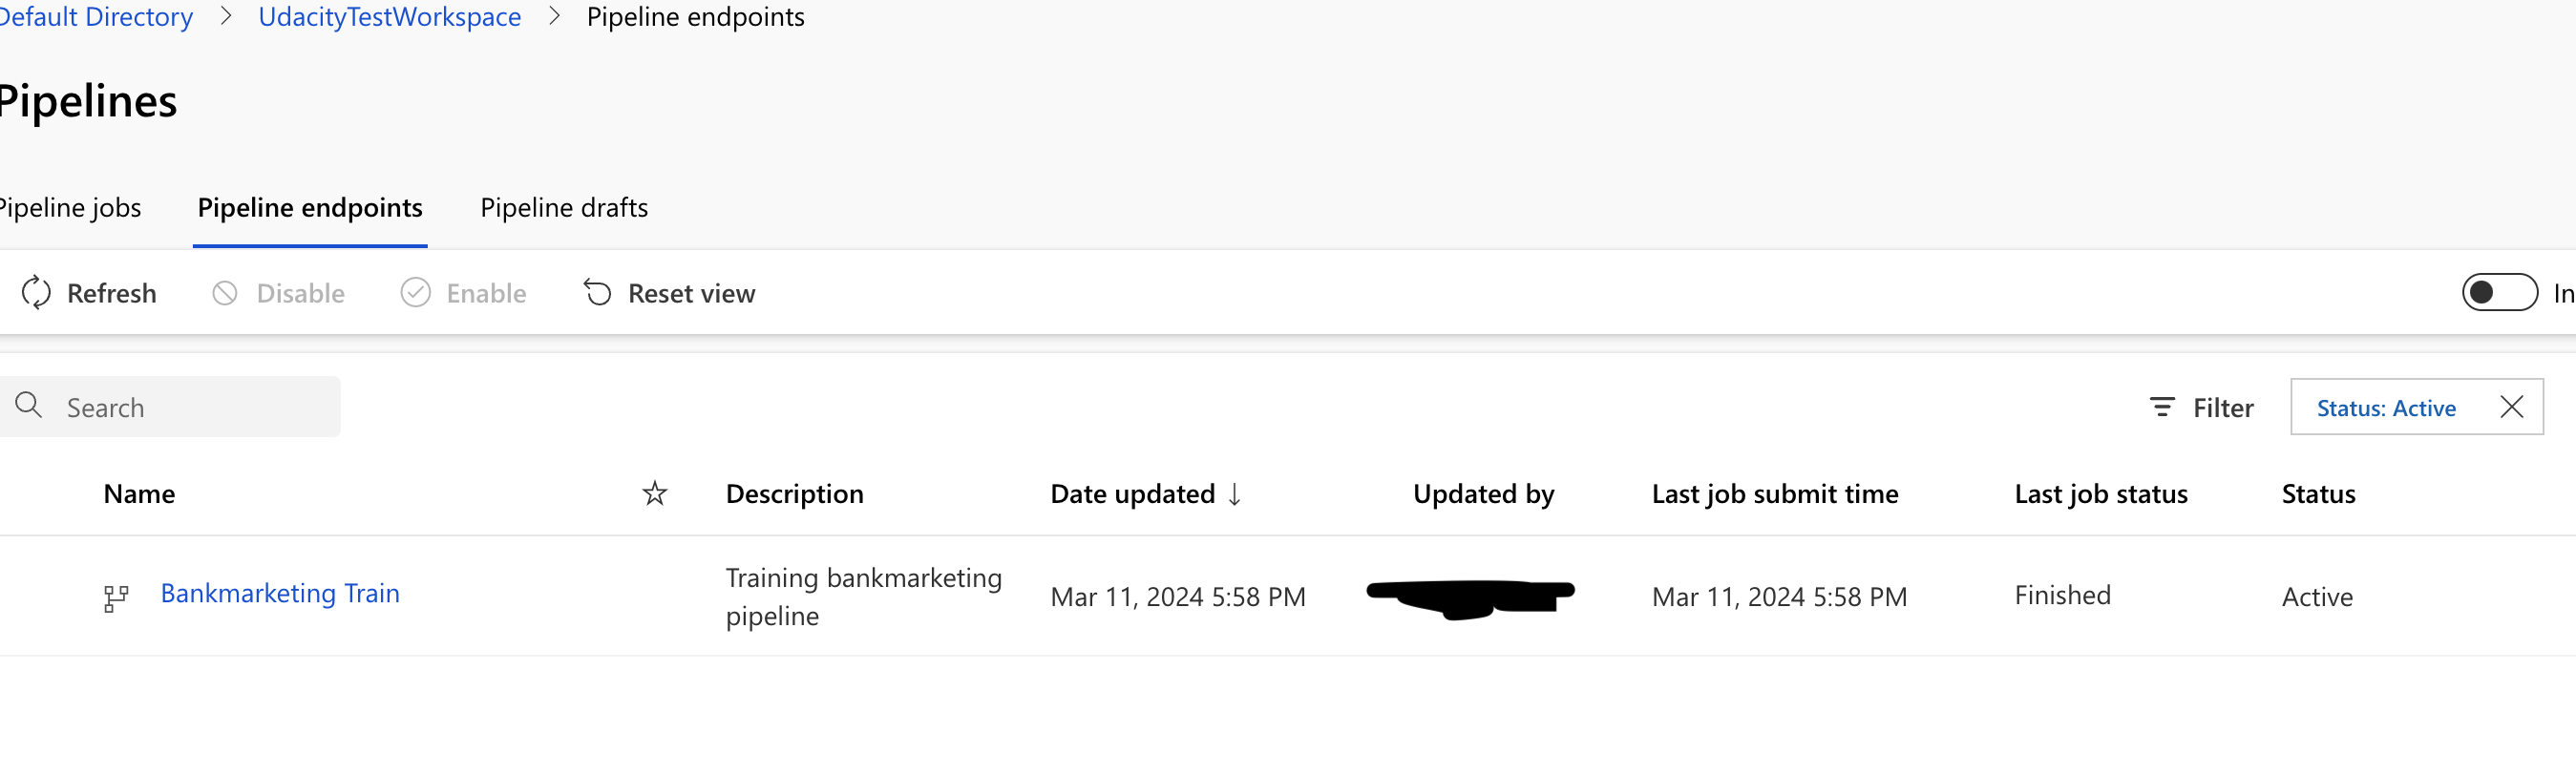 Default Directory > UdacityTestWorkspace > Pipeline endpoints
Pipelines
Pipeline jobs Pipeline endpoints Pipeline drafts
Refresh Disable Enable Reset view
Search Filter Status: Active
Name Description Date updated ↓ Updated by Last job submit time Last job status Status
Bankmarketing Train Training bankmarketing pipeline Mar 11, 2024 5:58 PM Mar 11, 2024 5:58 PM Finished Active